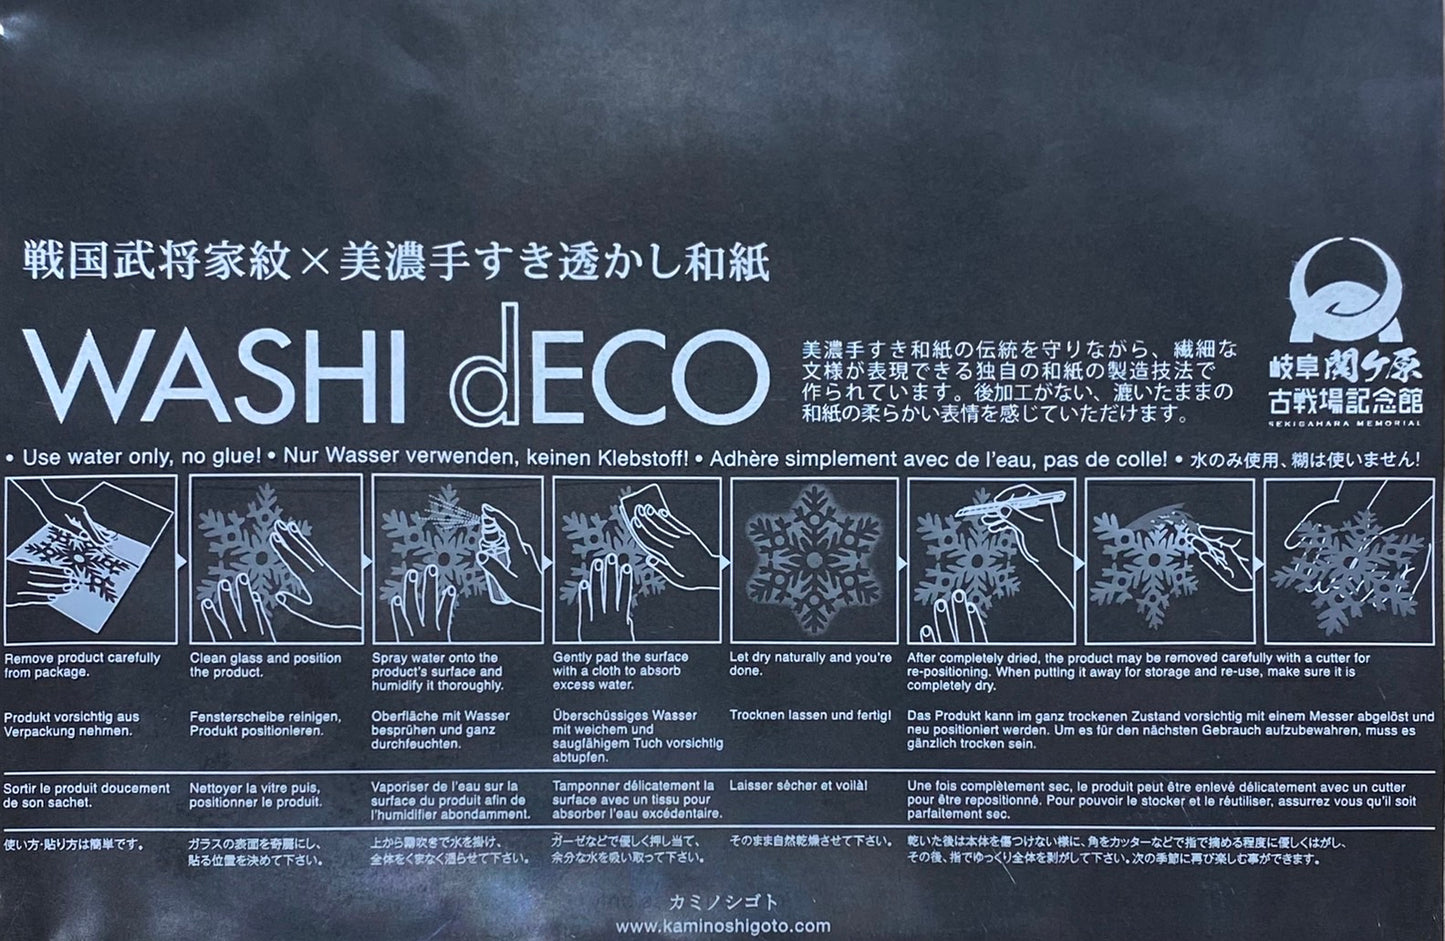 戦国武将家紋×美濃手すき透かし和紙
WASHI dECO
美濃手すき和紙の伝統を守りながら、繊細な
文様が表現できる独自の和紙の製造技法で
作られています。後加工がない、漉いたままの
和紙の柔らかい表情を感じていただけます。
岐阜関ケ原
古戦場記念館
SEKIGAHARA MEMORIAL
• Use water only, no glue! • Nur Wasser verwenden, keinen Klebstoff! • Adhère simplement avec de l'eau, pas de colle! • 水のみ使用、糊は使いません!
Remove product carefully
from package.
Clean glass and position
the product.
Spray water onto the
product's surface and
humidify it thoroughly.
Gently pad the surface
with a cloth to absorb
excess water.
Let dry naturally and you're
done.
After completely dried, the product may be removed carefully with a cutter for
re-positioning. When putting it away for storage and re-use, make sure it is
completely dry.
Produkt vorsichtig aus
Verpackung nehmen.
Fensterscheibe reinigen,
Produkt positionieren.
Oberfläche mit Wasser
besprühen und ganz
durchfeuchten.
Überschüssiges Wasser
mit weichem und
saugfähigem Tuch vorsichtig
abtupfen.
Trocknen lassen und fertig!
Das Produkt kann im ganz trockenen Zustand vorsichtig mit einem Messer abgelöst und
neu positioniert werden. Um es für den nächsten Gebrauch aufzubewahren, muss es
gänzlich trocken sein.
Sortir le produit doucement
de son sachet.
Nettoyer la vitre puis,
positionner le produit.
Vaporiser de l'eau sur la
surface du produit afin de
l'humidifier abondamment.
Tamponner délicatement la
surface avec un tissu pour
absorber l'eau excédentaire.
Laisser sècher et voilà!
Une fois complètement sec, le produit peut être enlevé délicatement avec un cutter
pour être repositionné. Pour pouvoir le stocker et le réutiliser, assurrez vous qu'il soit
parfaitement sec.
使い方・貼り方は簡単です。
ガラスの表面を奇麗にし、
貼る位置を決めて下さい。
上から霧吹きで水を掛け、
全体をくまなく湿らせて下さい。
ガーゼなどで優しく押し当て、
余分な水を吸い取って下さい。
そのまま自然乾燥させて下さい。
乾いた後は本体を傷つけない様に、角をカッターなどで指で摘める程度に優しくはがし、
その後、指でゆっくり全体を剥がして下さい。次の季節に再び楽しむ事ができます。
カミノシゴト
www.kaminoshigoto.com